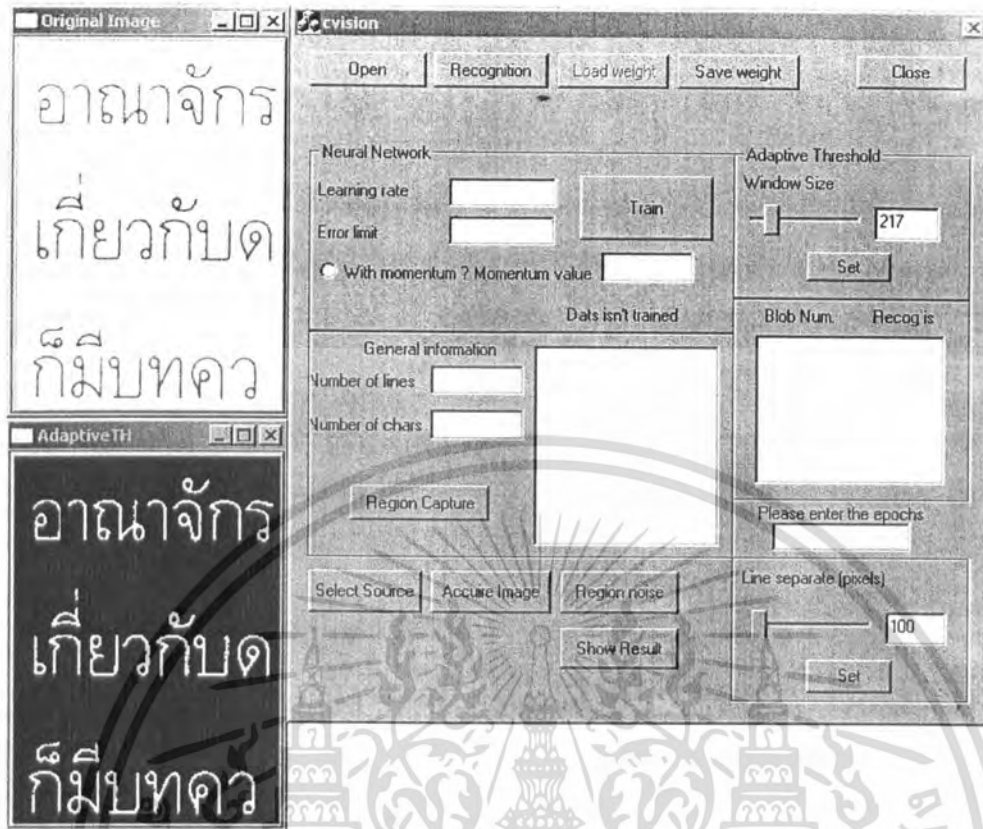 Original Image
อาณาจักร
เกี่ยวกับด
ก็มีบทคว
AdaptiveTH
อาณาจักร
เกี่ยวกับด
ก็มีบทคว
cvision
Open Recognition Load weight Save weight Close
Neural Network
Learning rate
Error limit
Train
With momentum ? Momentum value
Dats isn't trained
Adaptive Threshold
Window Size
217
Set
General information
Number of lines
Number of chars
Region Capture
Blob Num. Recog is
Please enter the epochs
Select Source Accuire Image Region noise
Show Result
Line separate (pixels)
100
Set